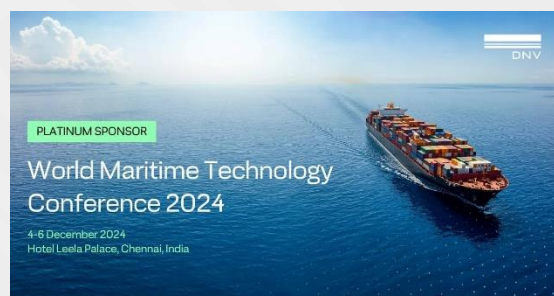 DNV
PLATINUM SPONSOR
World Maritime Technology
Conference 2024
4-6 December 2024
Hotel Leela Palace, Chennai, India